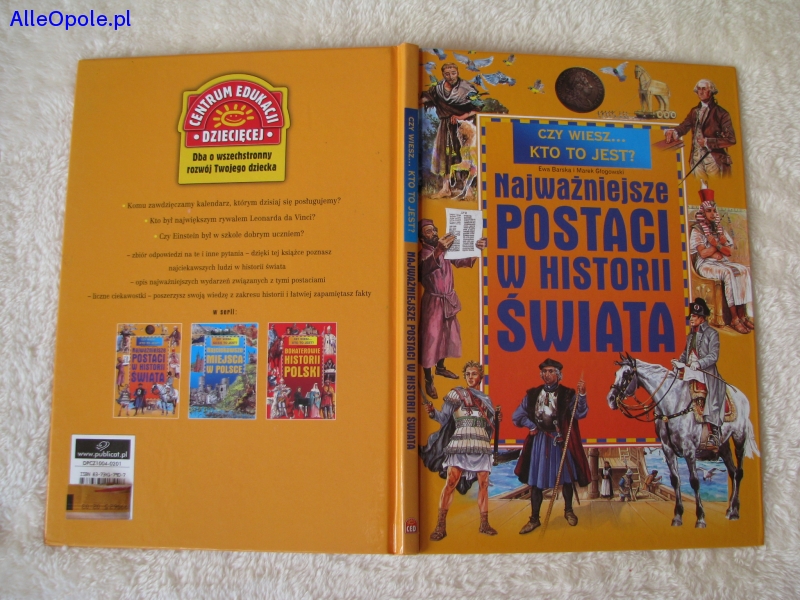 AlleOpole.pl
CENTRUM EDUKACJI
DZIECIĘCEJ
Dba o wszechstronny
rozwój Twojego dziecka
Komu zawdzięczamy kalendarz, którym dzisiaj się posługujemy?
Kto był największym rywalem Leonarda da Vinci?
Czy Einstein był w szkole dobrym uczniem?
– zbiór odpowiedzi na te i inne pytania – dzięki tej książce poznasz
najciekawszych ludzi w historii świata
– opis najważniejszych wydarzeń związanych z tymi postaciami
– liczne ciekawostki – poszerzysz swoją wiedzę z zakresu historii i łatwiej zapamiętasz fakty
w serii:
NAJWAŻNIEJSZE
POSTACI
W HISTORII
ŚWIATA
MIEJSCA
W POLSCE
BOHATEROWIE
HISTORII
POLSKI
www.publicat.pl
CZY WIESZ... KTO TO JEST?
NAJWAŻNIEJSZE POSTACI W HISTORII ŚWIATA
CED
CZY WIESZ...
KTO TO JEST?
Ewa Barska i Marek Głogowski
NAJWAŻNIEJSZE
POSTACI
W HISTORII
ŚWIATA